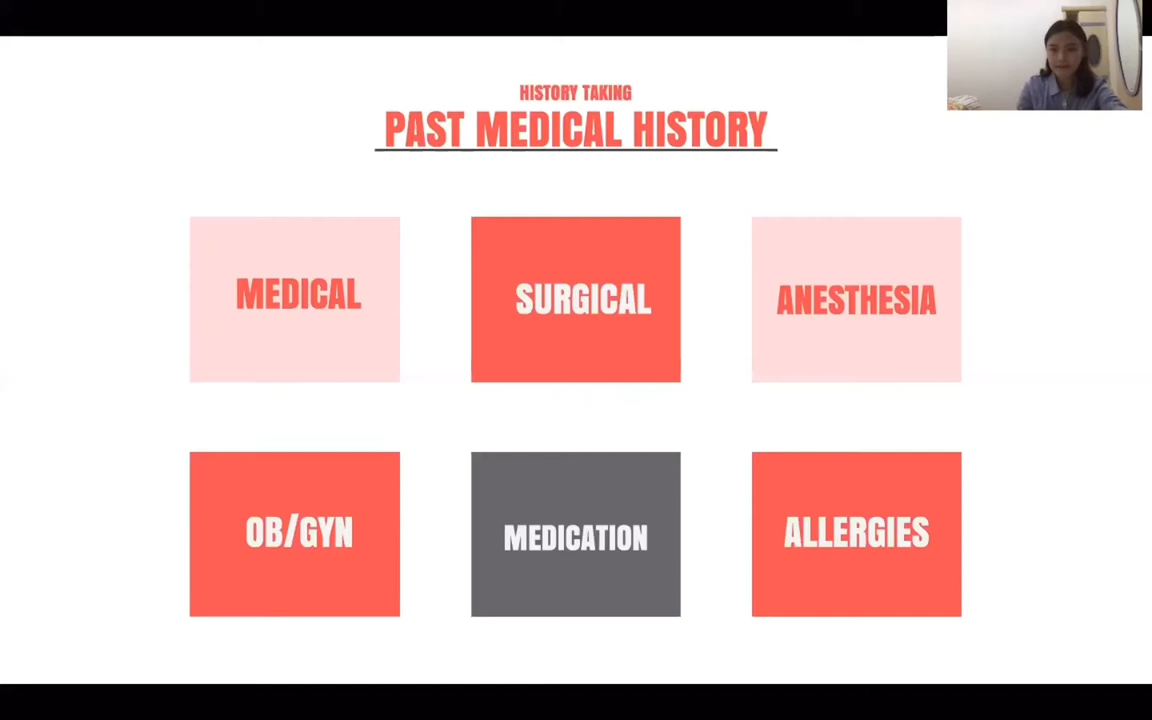 HISTORY TAKING
PAST MEDICAL HISTORY
MEDICAL
SURGICAL
ANESTHESIA
OB/GYN
MEDICATION
ALLERGIES